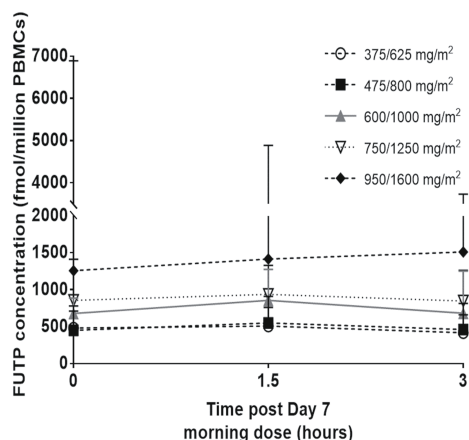 FUTP concentration (fmol/million PBMCs)
7000
6000
5000
4000
2000
1500
1000
500
0
375/625 mg/m²
475/800 mg/m²
600/1000 mg/m²
750/1250 mg/m²
950/1600 mg/m²
0
1.5
3
Time post Day 7
morning dose (hours)